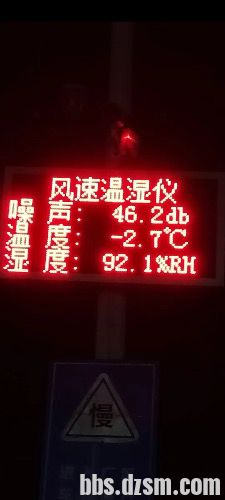 风速温湿仪
噪 声: 46.2db
温 度: -2.7℃
湿 度: 92.1%RH
慢
bbs.dzsm.com